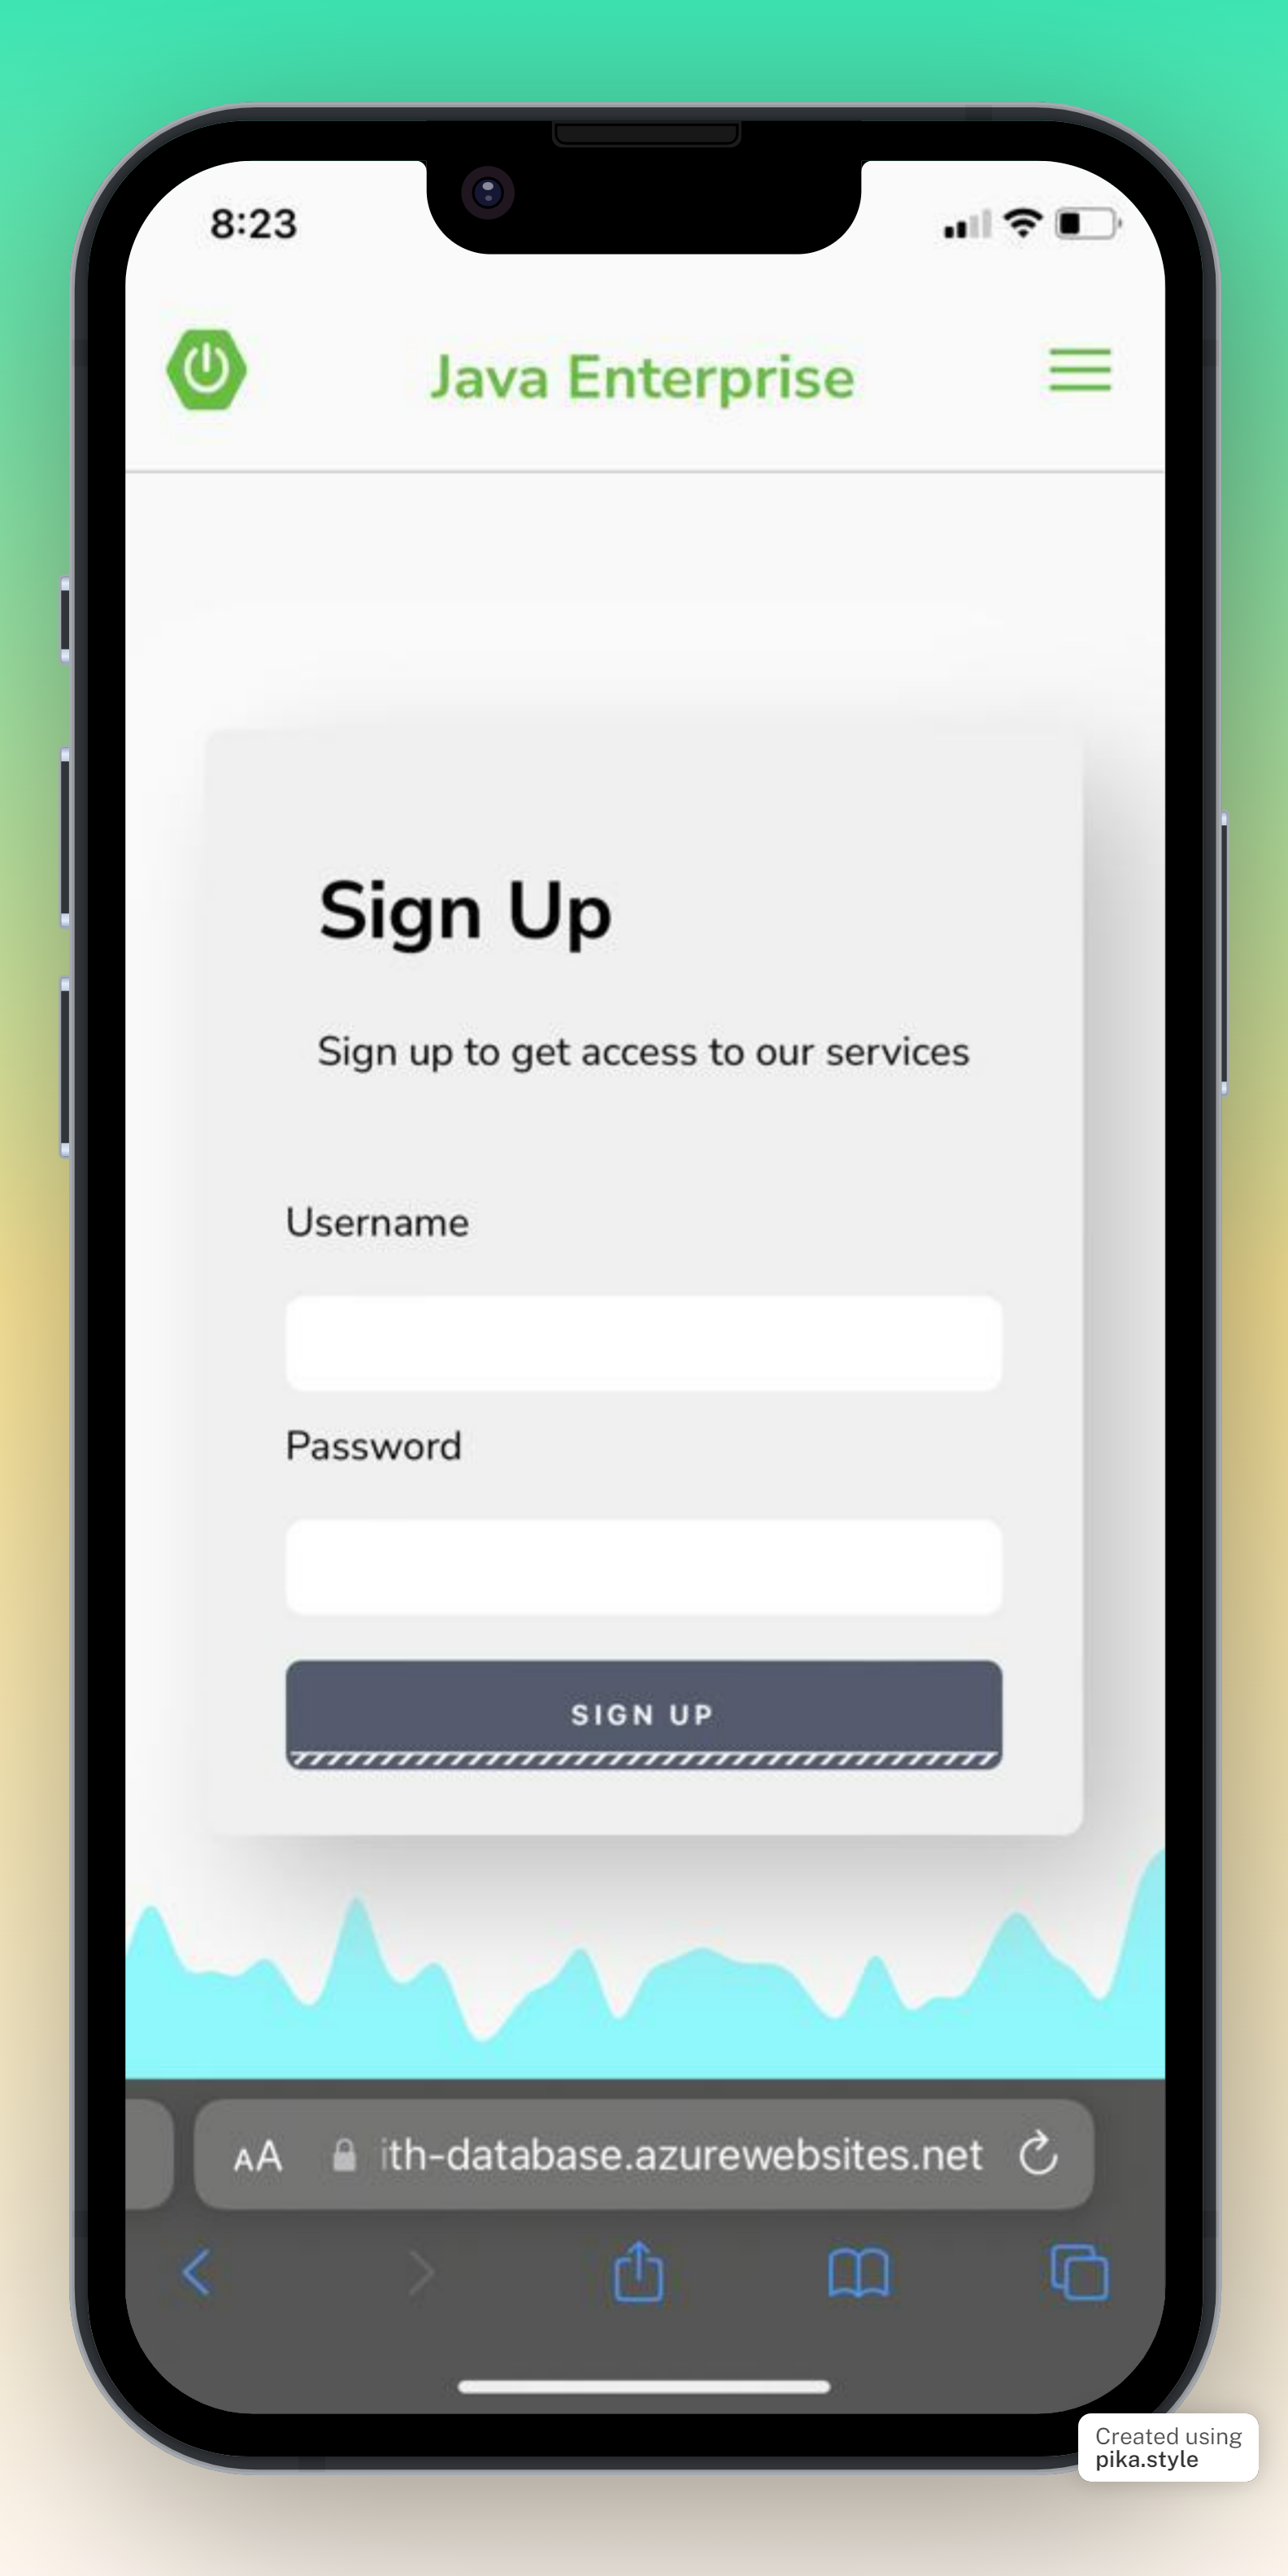 8:23
Java Enterprise
Sign Up
Sign up to get access to our services
Username
Password
SIGN UP
AA
ith-database.azurewebsites.net
Created using
pika.style